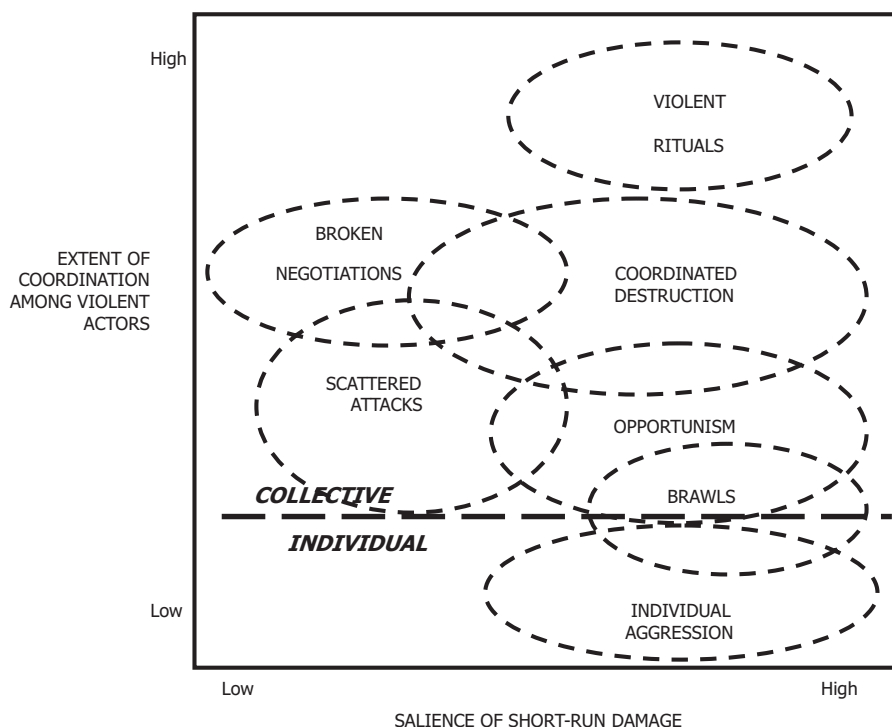 High
VIOLENT
RITUALS
BROKEN
NEGOTIATIONS
EXTENT OF
COORDINATION
AMONG VIOLENT
ACTORS
COORDINATED
DESTRUCTION
SCATTERED
ATTACKS
OPPORTUNISM
COLLECTIVE
BRAWLS
INDIVIDUAL
Low
INDIVIDUAL
AGGRESSION
Low
High
SALIENCE OF SHORT-RUN DAMAGE